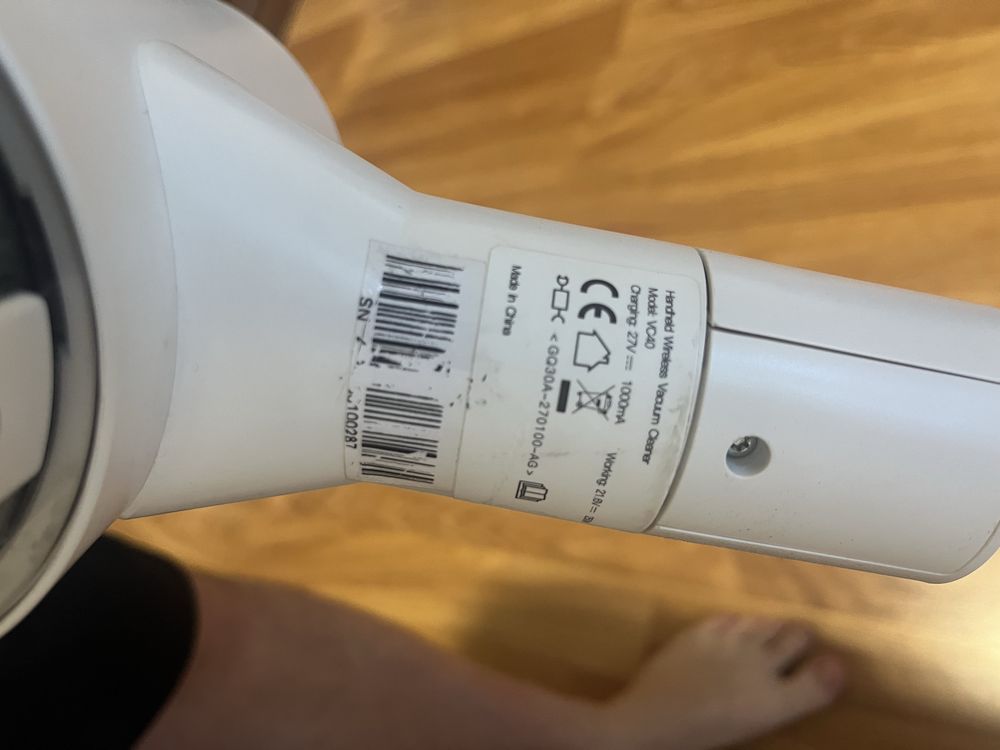 Handheld Wireless Vacuum Cleaner
Model: VC40
Charging: 27V⎓ 1000mA Working: 21.6V⎓
CE
< GQ30A-270100-AG >
Made in China
SN
100287